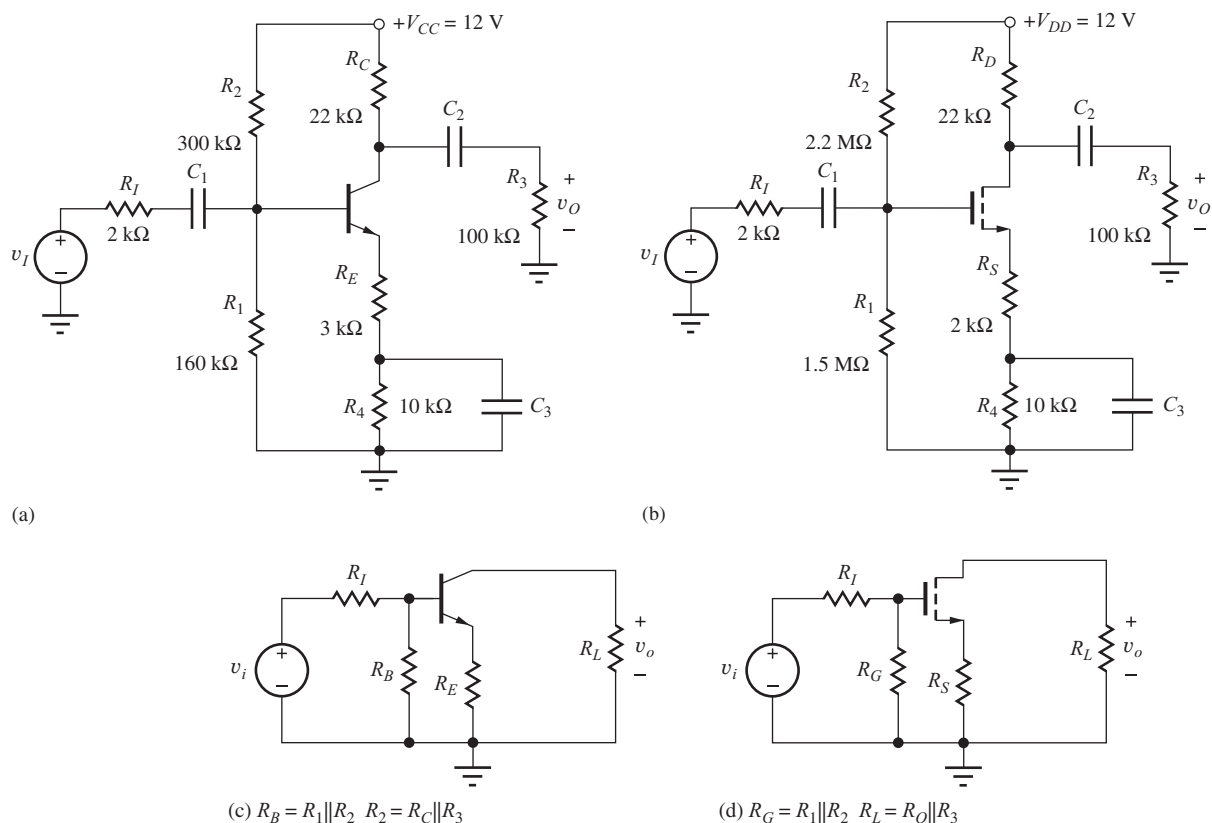 +V_CC = 12 V
R_C
22 kΩ
R_2
300 kΩ
C_2
C_1
R_I
2 kΩ
R_3
+
v_O
−
100 kΩ
+
−
v_I
R_E
3 kΩ
R_1
160 kΩ
R_4
10 kΩ
C_3
(a)
+V_DD = 12 V
R_D
22 kΩ
R_2
2.2 MΩ
C_2
C_1
R_I
2 kΩ
R_3
+
v_O
−
100 kΩ
+
−
v_I
R_S
2 kΩ
R_1
1.5 MΩ
R_4
10 kΩ
C_3
(b)
R_I
+
−
v_i
R_B
R_E
R_L
+
v_o
−
(c) R_B = R_1||R_2 R_2 = R_C||R_3
R_I
+
−
v_i
R_G
R_S
R_L
+
v_o
−
(d) R_G = R_1||R_2 R_L = R_O||R_3